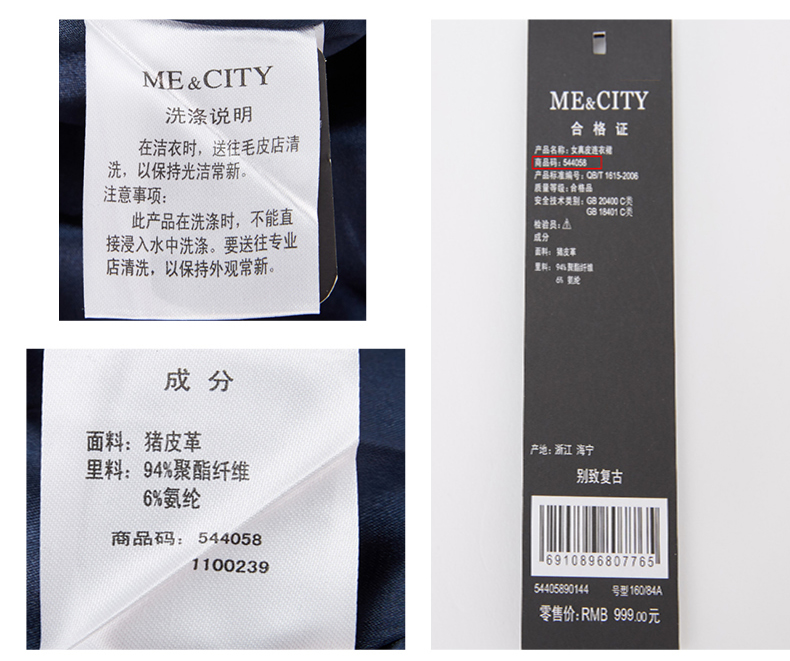 ME&CITY
洗涤说明
在洁衣时，送往毛皮店清
洗，以保持光洁常新。
注意事项：
此产品在洗涤时，不能直
接浸入水中洗涤。要送往专业
店清洗，以保持外观常新。
成 分
面料：猪皮革
里料：94%聚酯纤维
6%氨纶
商品码：544058
1100239
ME&CITY
合 格 证
产品名称：女真皮连衣裙
商品码：544058
产品标准编号：QB/T 1615-2006
质量等级：合格品
安全技术类别：GB 20400 C类
GB 18401 C类
检验员：
成分
面料：猪皮革
里料：94%聚酯纤维
6% 氨纶
产地：浙江 海宁
别致复古
6910896807765
54405890144 号型160/84A
零售价：RMB 999.00元